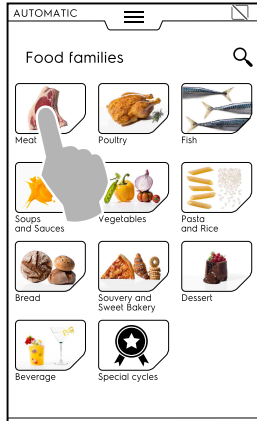 AUTOMATIC
Food families
Meat
Poultry
Fish
Soups
and Sauces
Vegetables
Pasta
and Rice
Bread
Souvery and
Sweet Bakery
Dessert
Beverage
Special cycles